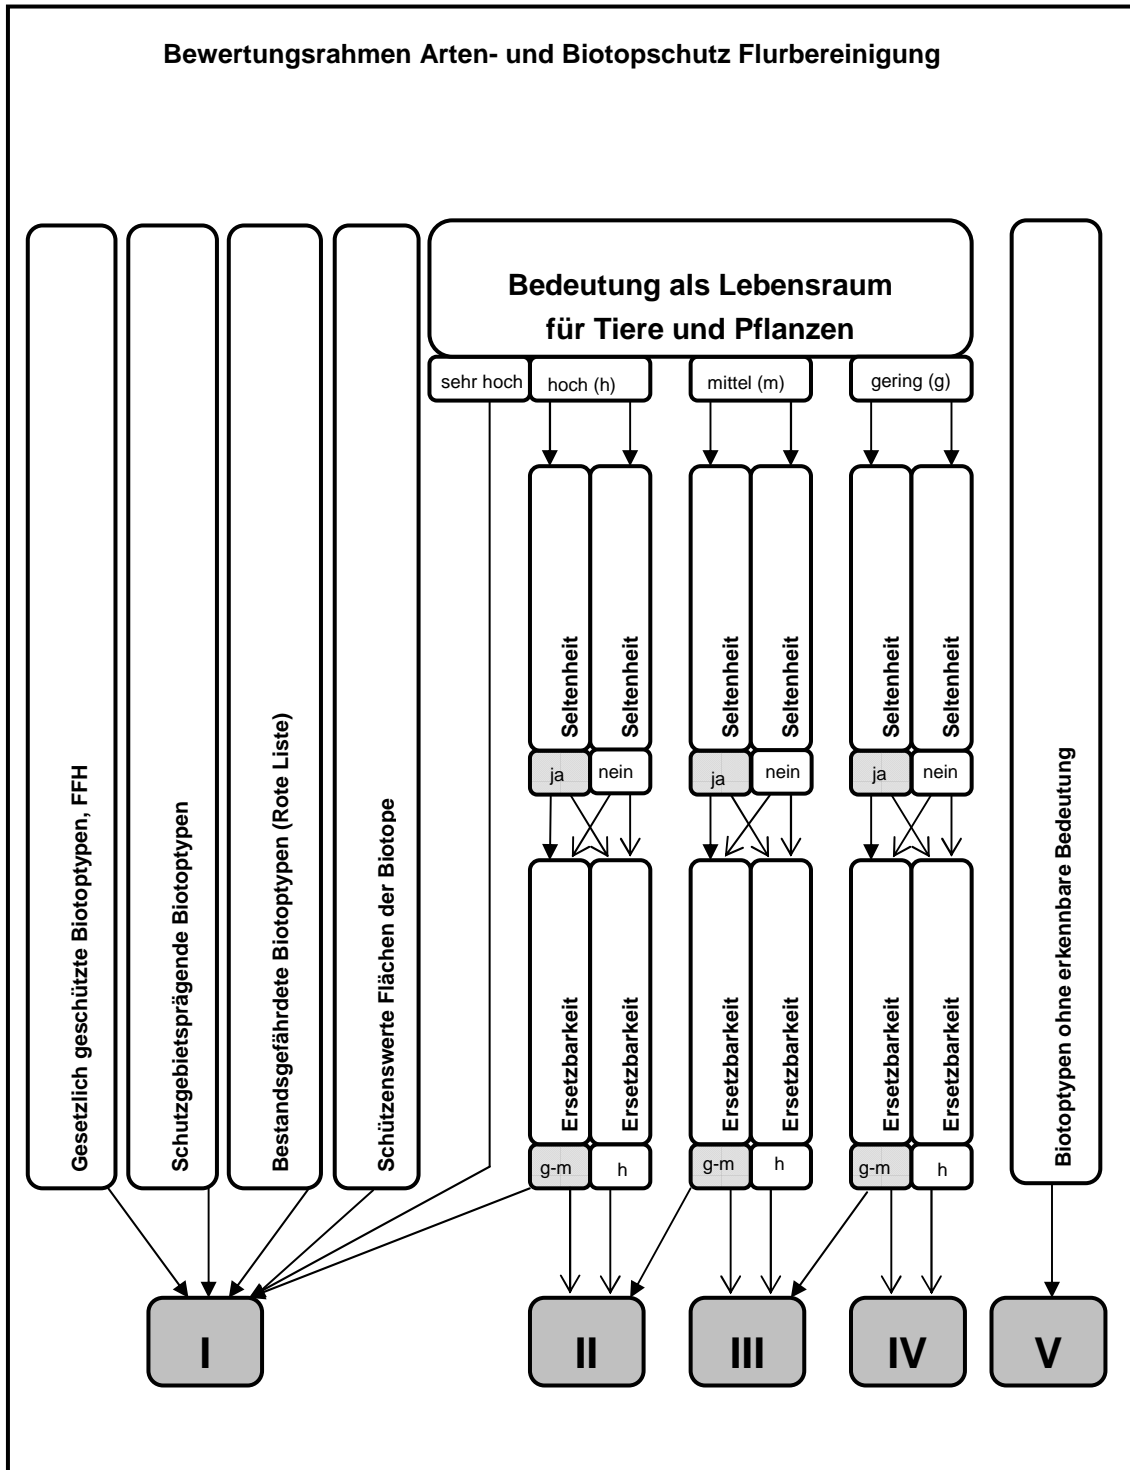 Bewertungsrahmen Arten- und Biotopschutz Flurbereinigung
Gesetzlich geschützte Biotoptypen, FFH
Schutzgebietsprägende Biotoptypen
Bestandsgefährdete Biotoptypen (Rote Liste)
Schützenswerte Flächen der Biotope
Bedeutung als Lebensraum
für Tiere und Pflanzen
sehr hoch
hoch (h)
mittel (m)
gering (g)
Seltenheit
Seltenheit
Seltenheit
Seltenheit
Seltenheit
Seltenheit
ja
nein
ja
nein
ja
nein
Ersetzbarkeit
Ersetzbarkeit
Ersetzbarkeit
Ersetzbarkeit
Ersetzbarkeit
Ersetzbarkeit
g-m
h
g-m
h
g-m
h
Biotoptypen ohne erkennbare Bedeutung
I
II
III
IV
V